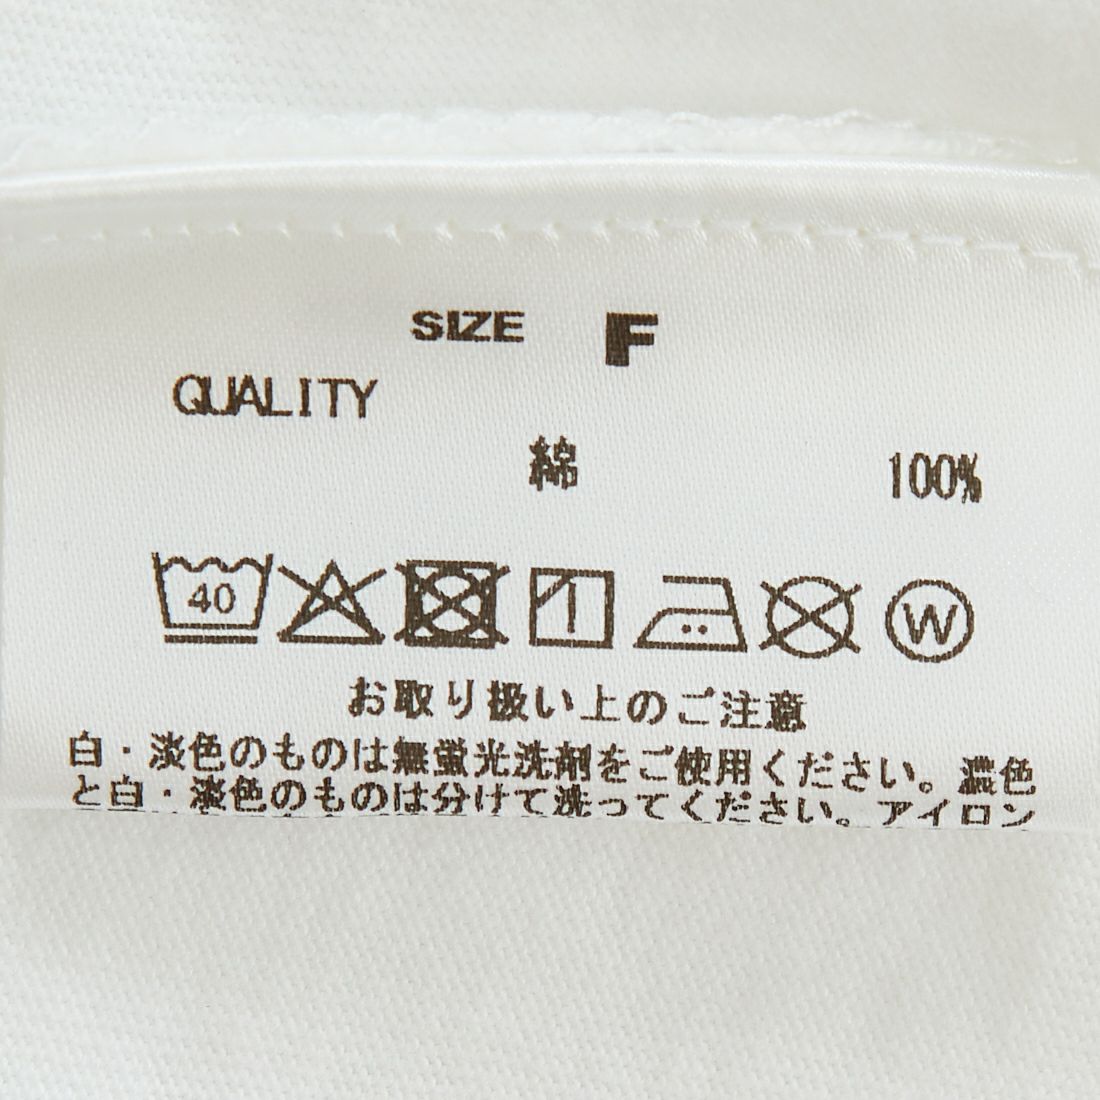 SIZE F
QUALITY
綿 100%
40
W
お取り扱い上のご注意
白・淡色のものは無蛍光洗剤をご使用ください。濃色
と白・淡色のものは分けて洗ってください。アイロン